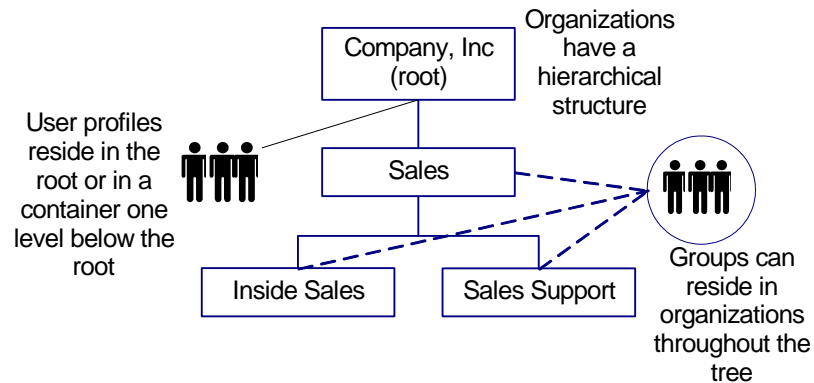 Company, Inc
(root)
Organizations
have a
hierarchical
structure
User profiles
reside in the
root or in a
container one
level below the
root
Sales
Inside Sales
Sales Support
Groups can
reside in
organizations
throughout the
tree